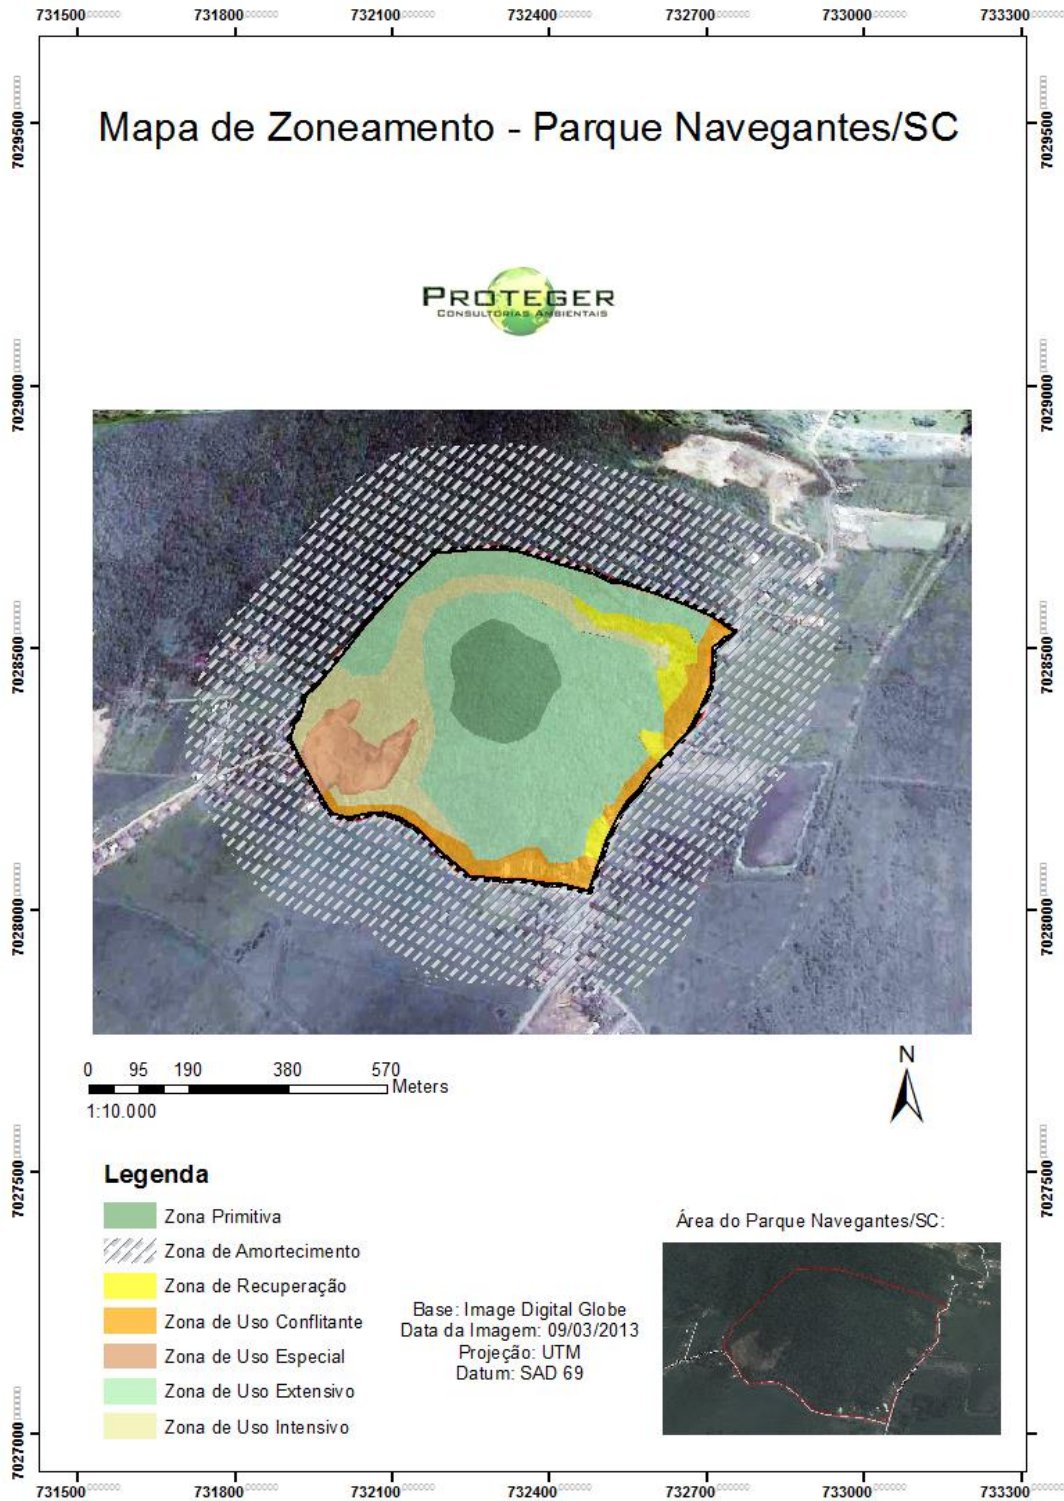 731500 731800 732100 732400 732700 733000 733300
Mapa de Zoneamento - Parque Navegantes/SC
PROTEGER
CONSULTORIAS AMBIENTAIS
7029500 7029500
7029000 7029000
7028500 7028500
7028000 7028000
7027500 7027500
7027000 7027000
0 95 190 380 570
Meters
1:10.000
N
Legenda
Zona Primitiva
Zona de Amortecimento
Zona de Recuperação
Zona de Uso Conflitante
Zona de Uso Especial
Zona de Uso Extensivo
Zona de Uso Intensivo
Base: Image Digital Globe
Data da Imagem: 09/03/2013
Projeção: UTM
Datum: SAD 69
Área do Parque Navegantes/SC:
731500 731800 732100 732400 732700 733000 733300